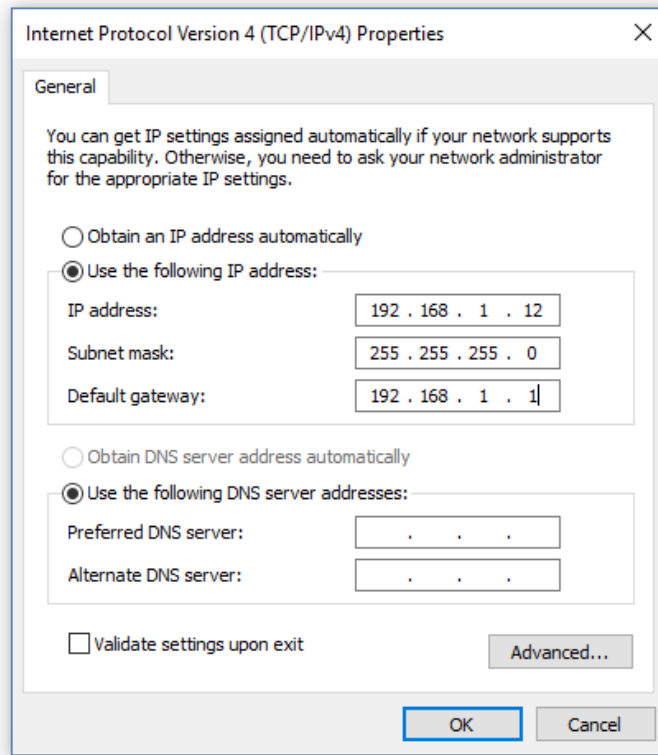 Internet Protocol Version 4 (TCP/IPv4) Properties
General
You can get IP settings assigned automatically if your network supports
this capability. Otherwise, you need to ask your network administrator
for the appropriate IP settings.
Obtain an IP address automatically
Use the following IP address:
IP address: 192 . 168 . 1 . 12
Subnet mask: 255 . 255 . 255 . 0
Default gateway: 192 . 168 . 1 . 1
Obtain DNS server address automatically
Use the following DNS server addresses:
Preferred DNS server: . . .
Alternate DNS server: . . .
Validate settings upon exit
Advanced...
OK Cancel